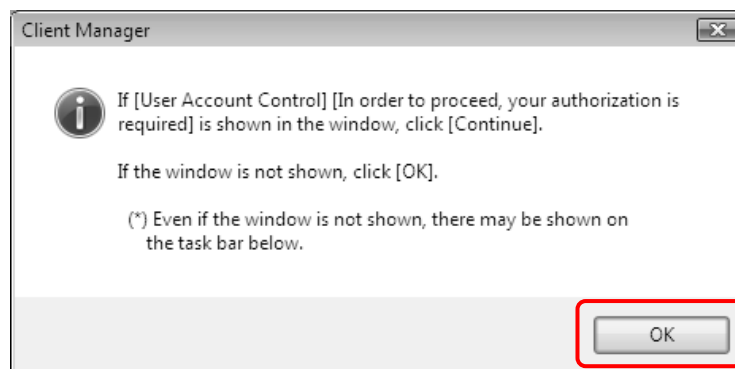 Client Manager
If [User Account Control] [In order to proceed, your authorization is
required] is shown in the window, click [Continue].
If the window is not shown, click [OK].
(*) Even if the window is not shown, there may be shown on
the task bar below.
OK